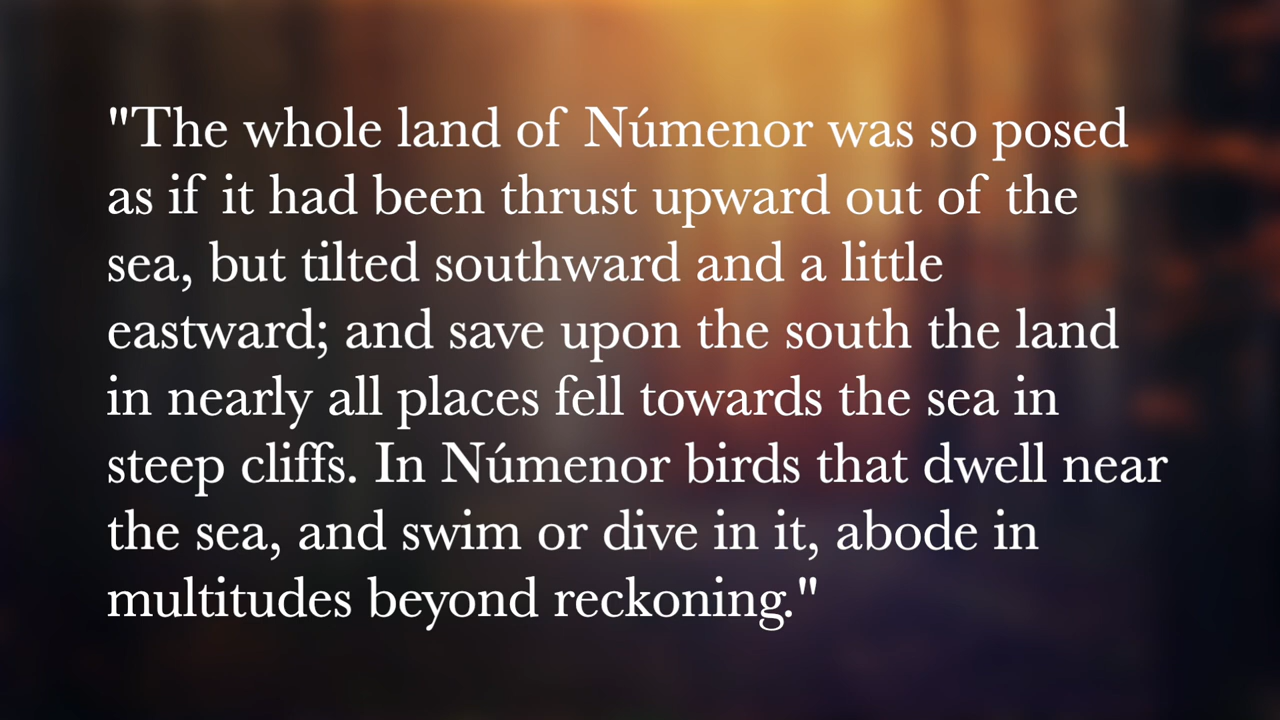 "The whole land of Númenor was so posed
as if it had been thrust upward out of the
sea, but tilted southward and a little
eastward; and save upon the south the land
in nearly all places fell towards the sea in
steep cliffs. In Númenor birds that dwell near
the sea, and swim or dive in it, abode in
multitudes beyond reckoning."